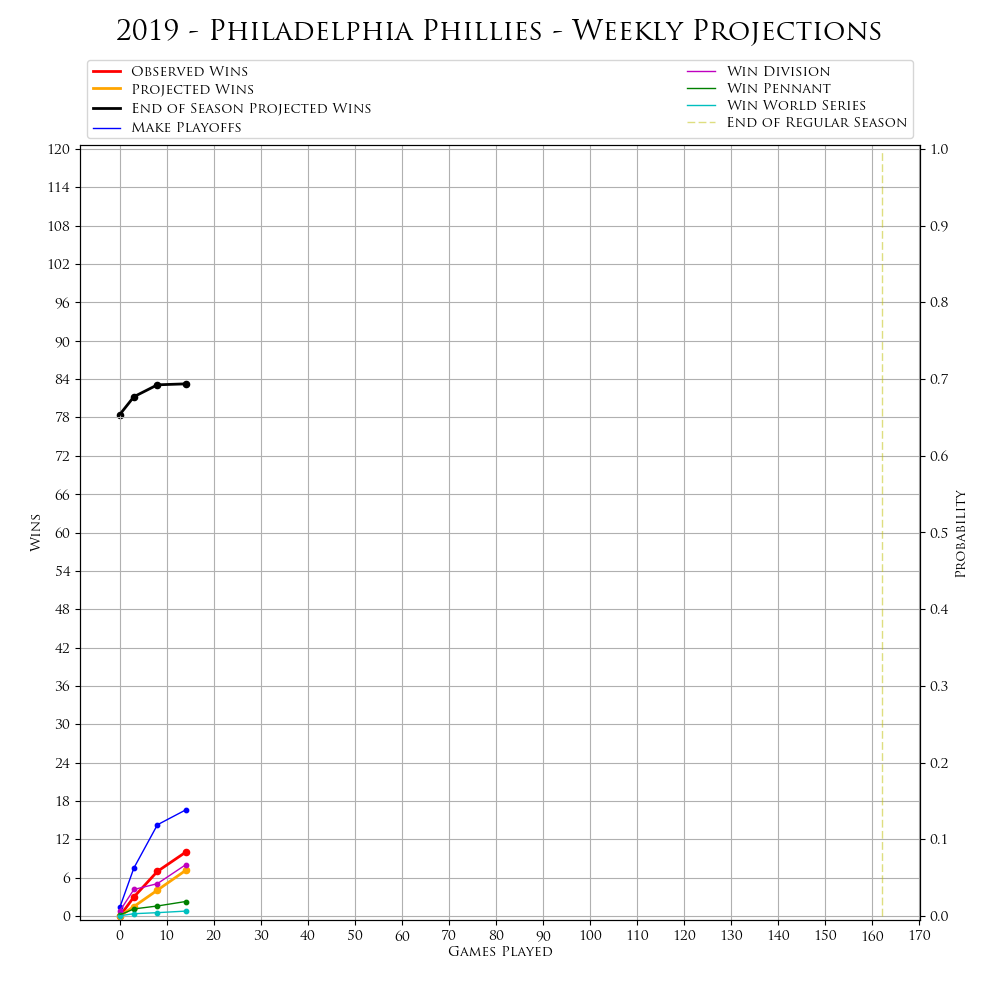 2019 - Philadelphia Phillies - Weekly Projections
Observed Wins
Projected Wins
End of Season Projected Wins
Make Playoffs
Win Division
Win Pennant
Win World Series
End of Regular Season
120
114
108
102
96
90
84
78
72
66
60
54
48
42
36
30
24
18
12
6
0
Wins
1.0
0.9
0.8
0.7
0.6
0.5
0.4
0.3
0.2
0.1
0.0
Probability
0 10 20 30 40 50 60 70 80 90 100 110 120 130 140 150 160 170
Games Played